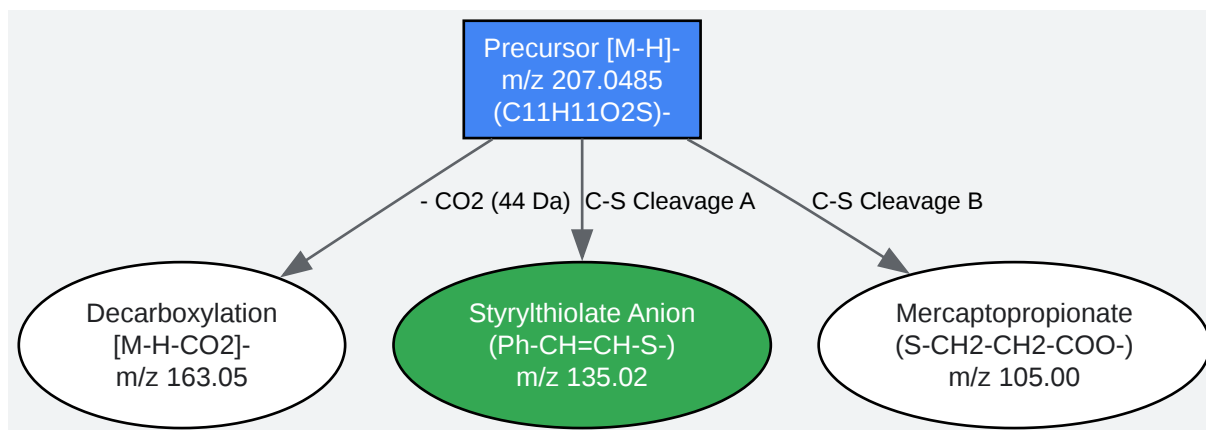 Precursor [M-H]-
m/z 207.0485
(C11H11O2S)-
- CO2 (44 Da)
C-S Cleavage A
C-S Cleavage B
Decarboxylation
[M-H-CO2]-
m/z 163.05
Styrylthiolate Anion
(Ph-CH=CH-S-)
m/z 135.02
Mercaptopropionate
(S-CH2-CH2-COO-)
m/z 105.00